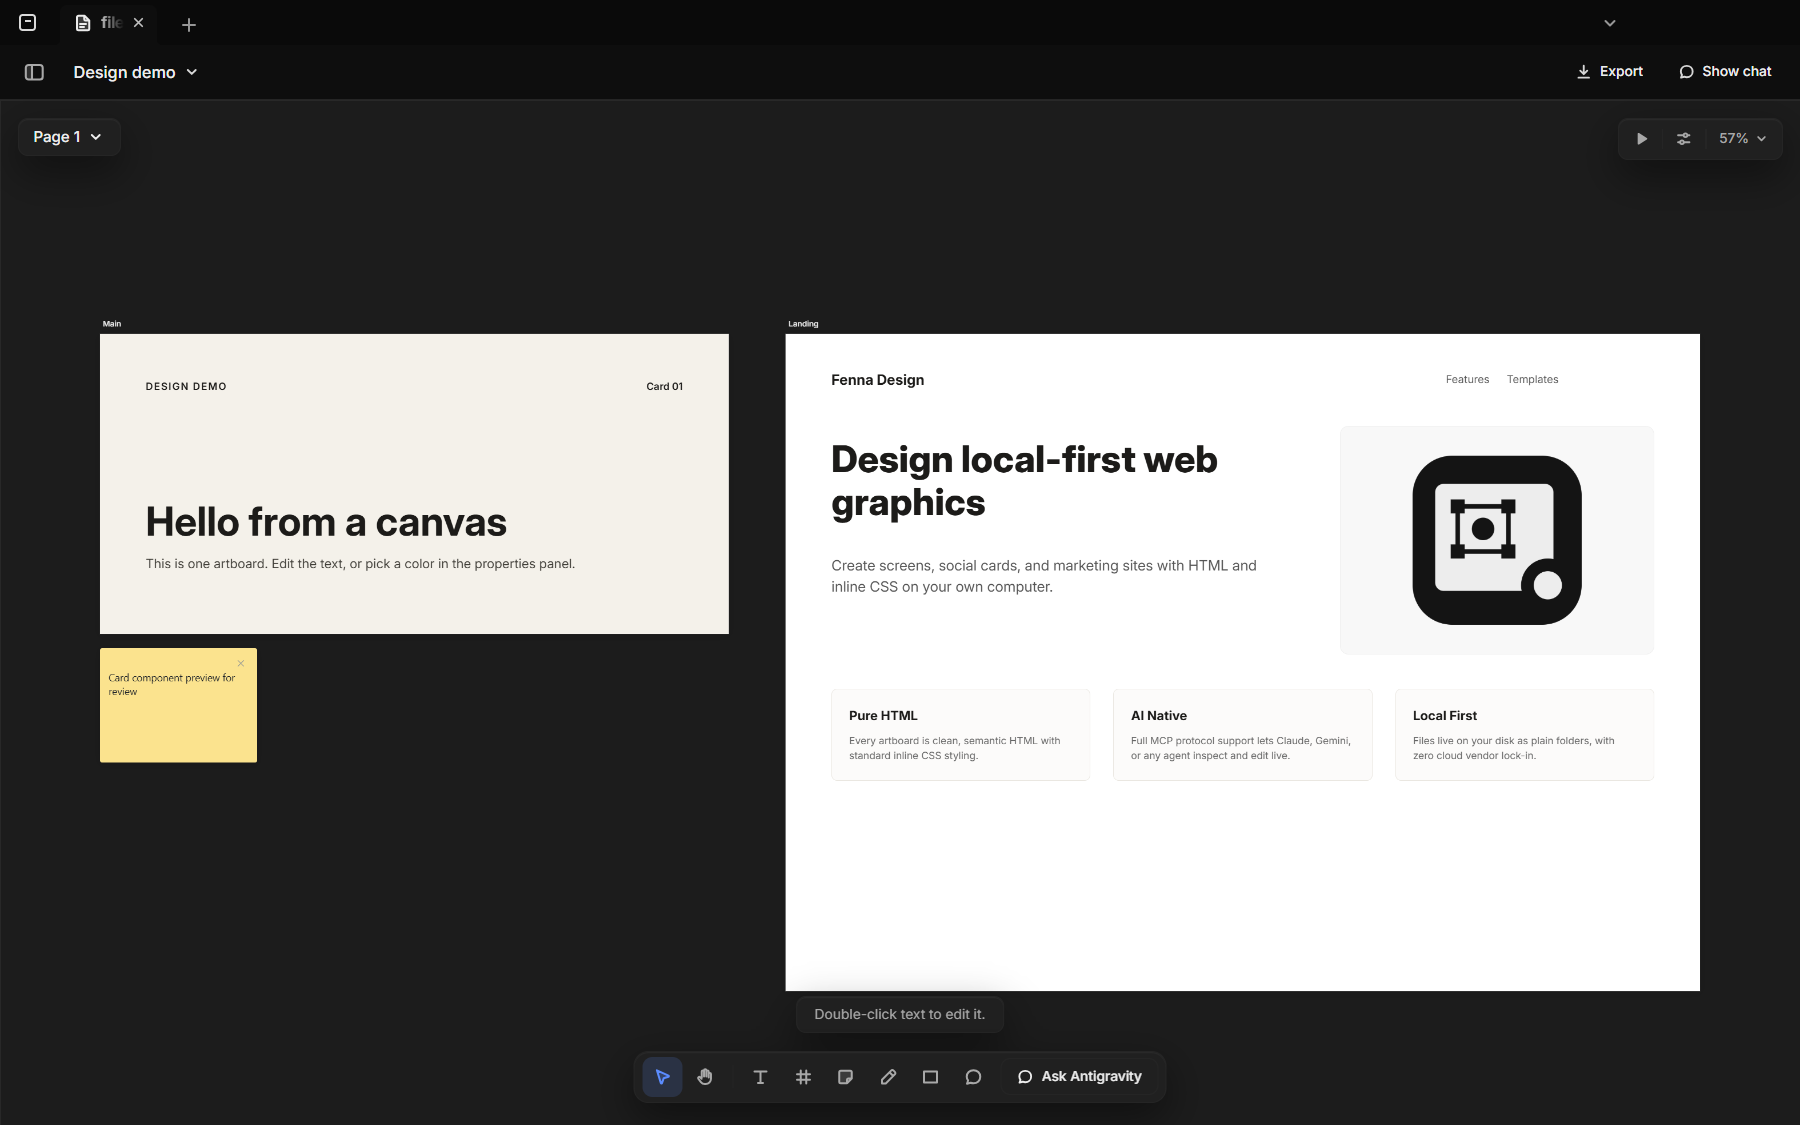 file
Design demo
Export
Show chat
Page 1
57%
Main
DESIGN DEMO
Card 01
Hello from a canvas
This is one artboard. Edit the text, or pick a color in the properties panel.
Card component preview for
review
Landing
Fenna Design
Features
Templates
Design local-first web
graphics
Create screens, social cards, and marketing sites with HTML and
inline CSS on your own computer.
Pure HTML
Every artboard is clean, semantic HTML with
standard inline CSS styling.
AI Native
Full MCP protocol support lets Claude, Gemini,
or any agent inspect and edit live.
Local First
Files live on your disk as plain folders, with
zero cloud vendor lock-in.
Double-click text to edit it.
Ask Antigravity